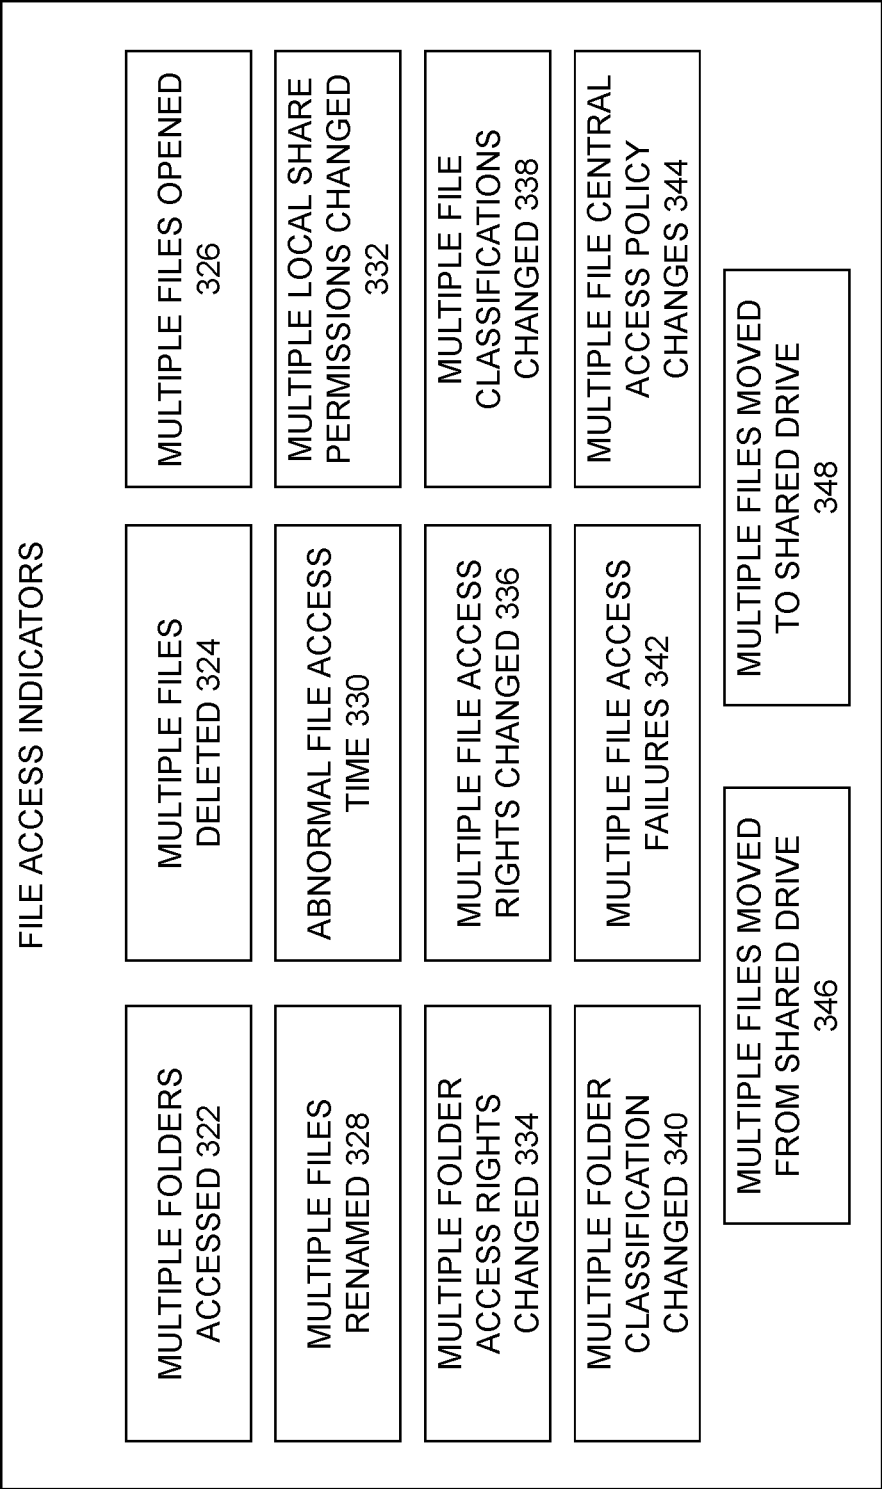 FILE ACCESS INDICATORS
MULTIPLE FOLDERS
ACCESSED 322
MULTIPLE FILES
DELETED 324
MULTIPLE FILES OPENED
326
MULTIPLE FILES
RENAMED 328
ABNORMAL FILE ACCESS
TIME 330
MULTIPLE LOCAL SHARE
PERMISSIONS CHANGED
332
MULTIPLE FOLDER
ACCESS RIGHTS
CHANGED 334
MULTIPLE FILE ACCESS
RIGHTS CHANGED 336
MULTIPLE FILE
CLASSIFICATIONS
CHANGED 338
MULTIPLE FOLDER
CLASSIFICATION
CHANGED 340
MULTIPLE FILE ACCESS
FAILURES 342
MULTIPLE FILE CENTRAL
ACCESS POLICY
CHANGES 344
MULTIPLE FILES MOVED
FROM SHARED DRIVE
346
MULTIPLE FILES MOVED
TO SHARED DRIVE
348